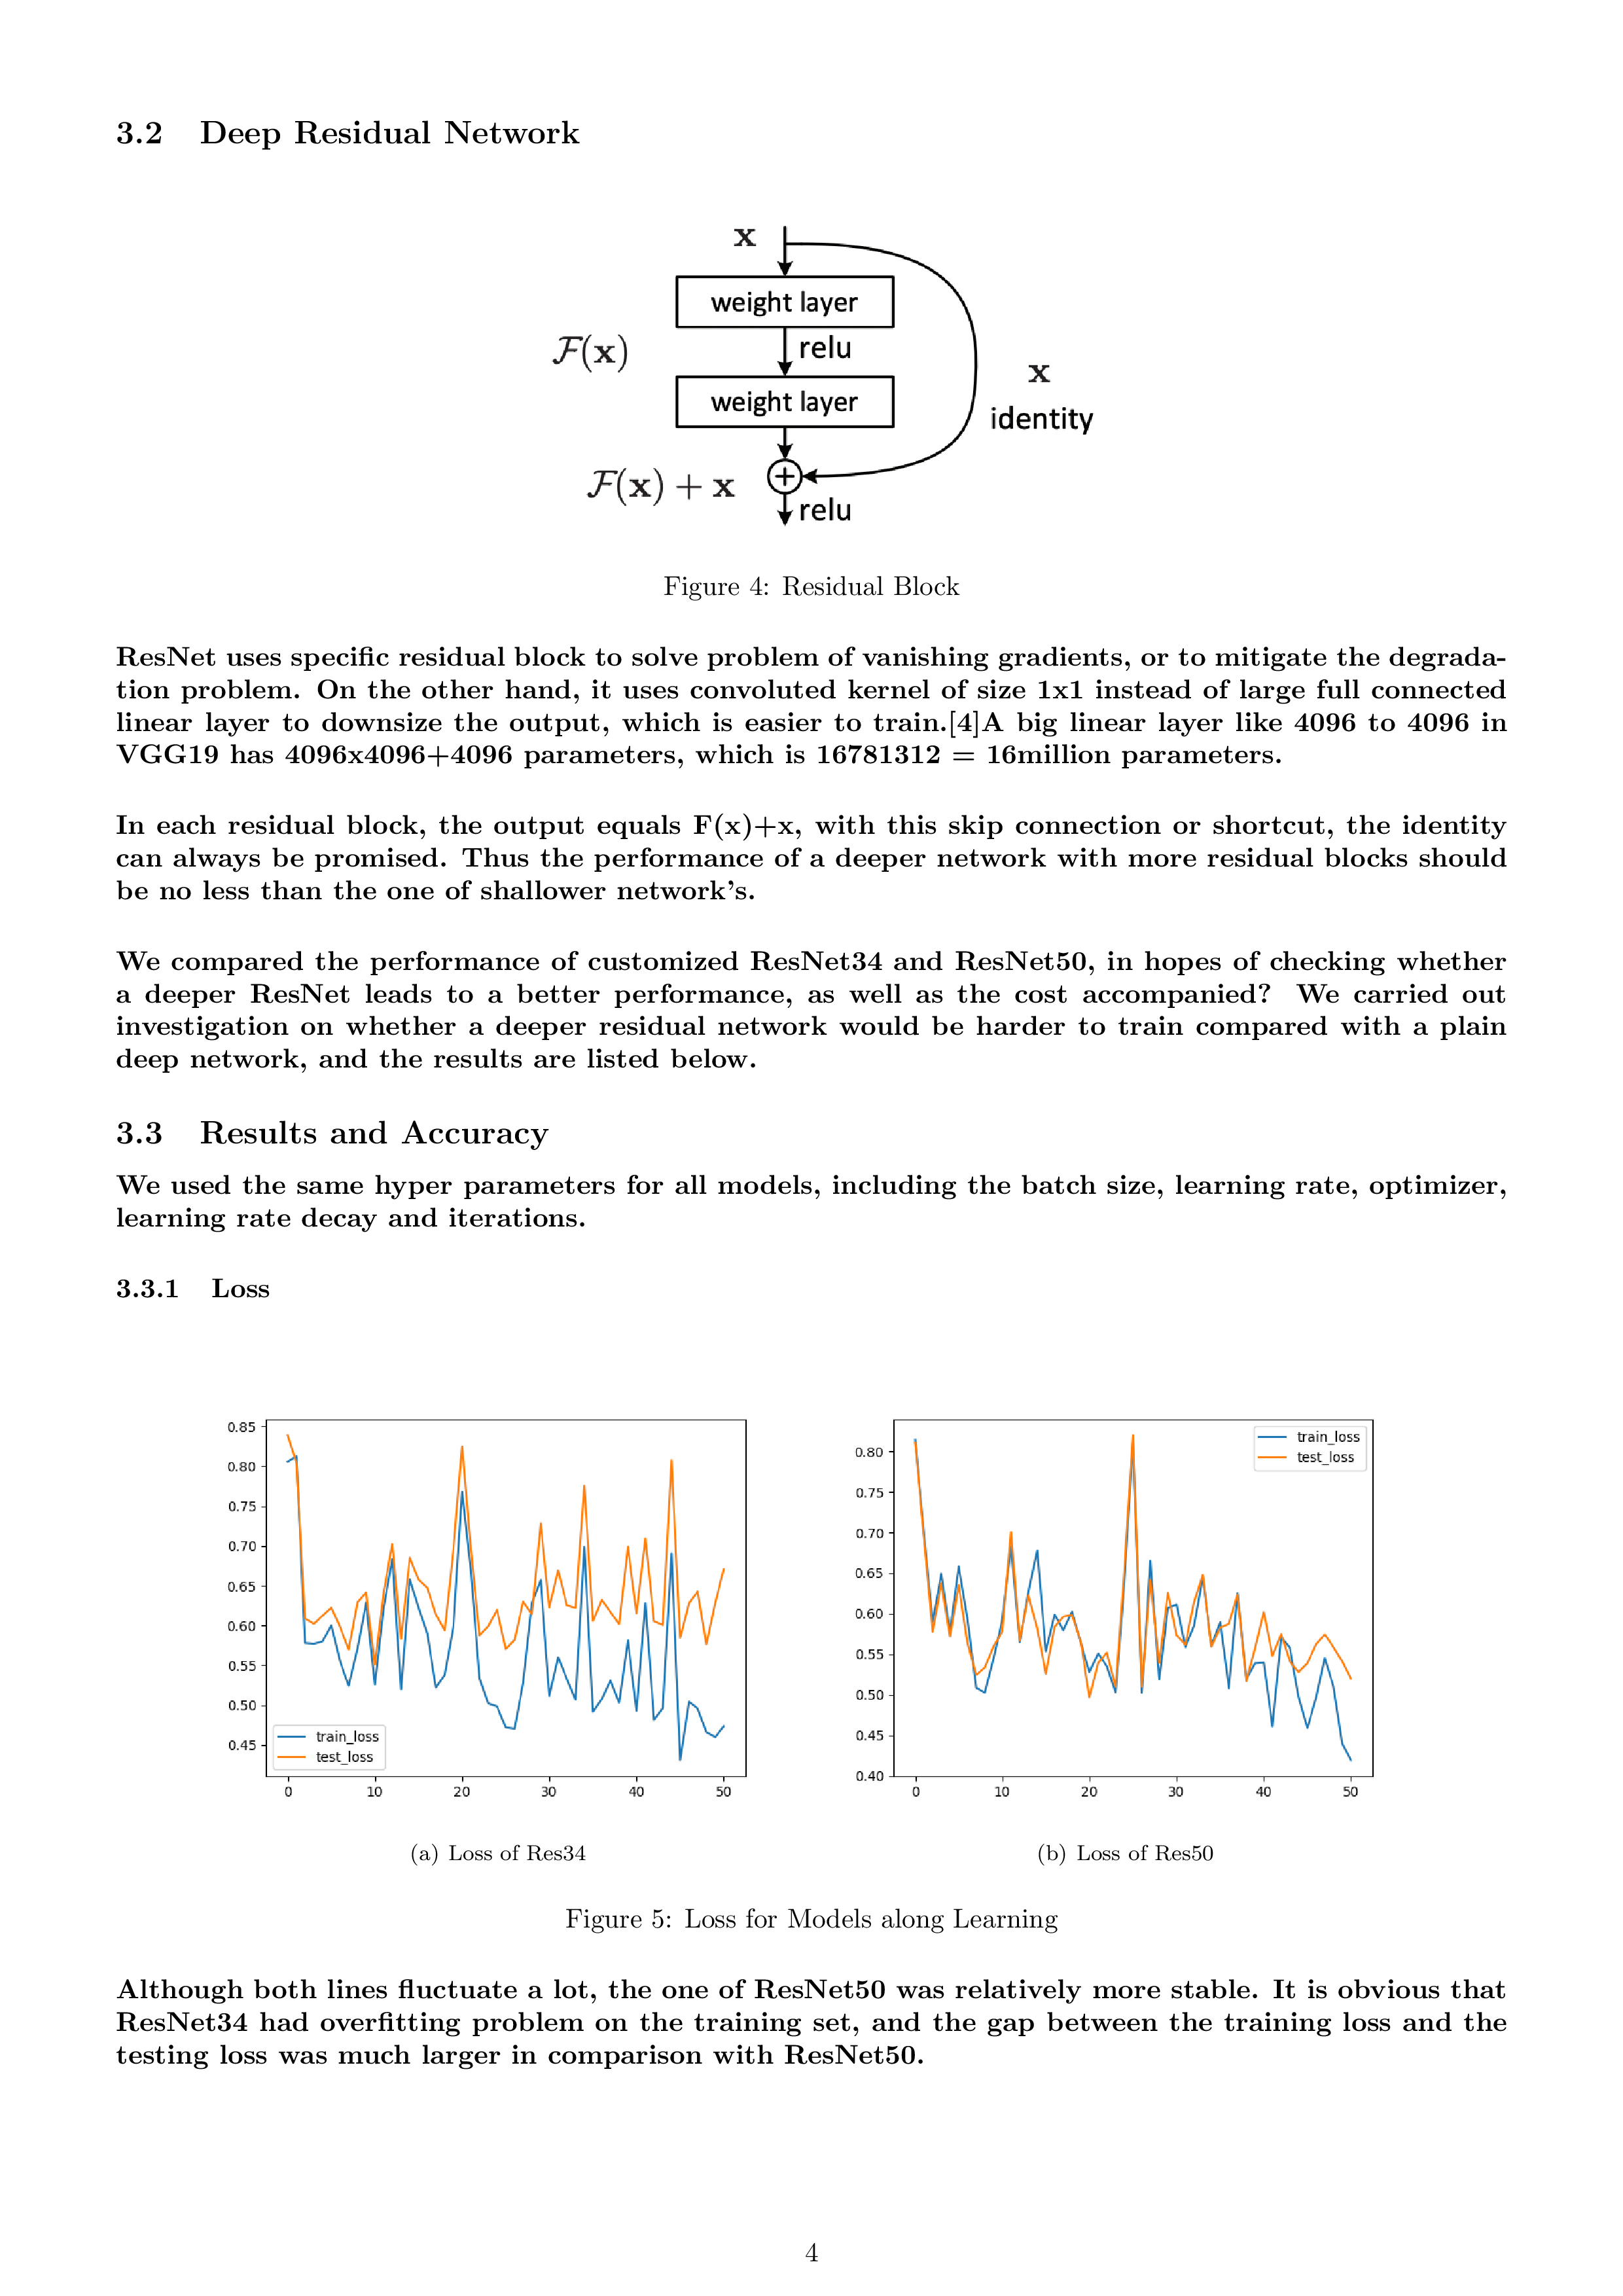 3.2 Deep Residual Network
x
weight layer
F(x)
relu
x
weight layer
identity
F(x) + x
+
relu
Figure 4: Residual Block
ResNet uses specific residual block to solve problem of vanishing gradients, or to mitigate the degrada-
tion problem. On the other hand, it uses convoluted kernel of size 1x1 instead of large full connected
linear layer to downsize the output, which is easier to train.[4]A big linear layer like 4096 to 4096 in
VGG19 has 4096x4096+4096 parameters, which is 16781312 = 16million parameters.
In each residual block, the output equals F(x)+x, with this skip connection or shortcut, the identity
can always be promised. Thus the performance of a deeper network with more residual blocks should
be no less than the one of shallower network's.
We compared the performance of customized ResNet34 and ResNet50, in hopes of checking whether
a deeper ResNet leads to a better performance, as well as the cost accompanied? We carried out
investigation on whether a deeper residual network would be harder to train compared with a plain
deep network, and the results are listed below.
3.3 Results and Accuracy
We used the same hyper parameters for all models, including the batch size, learning rate, optimizer,
learning rate decay and iterations.
3.3.1 Loss
0.85
0.80
0.75
0.70
0.65
0.60
0.55
0.50
0.45
train_loss
test_loss
0 10 20 30 40 50
(a) Loss of Res34
0.80
0.75
0.70
0.65
0.60
0.55
0.50
0.45
0.40
train_loss
test_loss
0 10 20 30 40 50
(b) Loss of Res50
Figure 5: Loss for Models along Learning
Although both lines fluctuate a lot, the one of ResNet50 was relatively more stable. It is obvious that
ResNet34 had overfitting problem on the training set, and the gap between the training loss and the
testing loss was much larger in comparison with ResNet50.
4